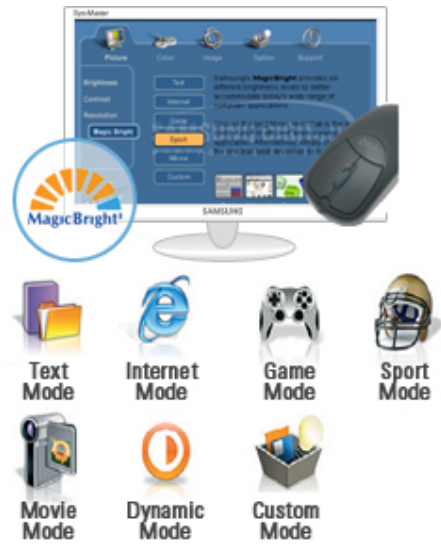 SyncMaster
Picture
Color
Image
Option
Support
Brightness
Contrast
Resolution
Magic Bright
Text
Internet
Game
Sport
Movie
Custom
Samsung's MagicBright provides six
different brightness levels to better
accommodate today's wide range of
computer applications.
SAMSUNG
MagicBright³
Text
Mode
Internet
Mode
Game
Mode
Sport
Mode
Movie
Mode
Dynamic
Mode
Custom
Mode